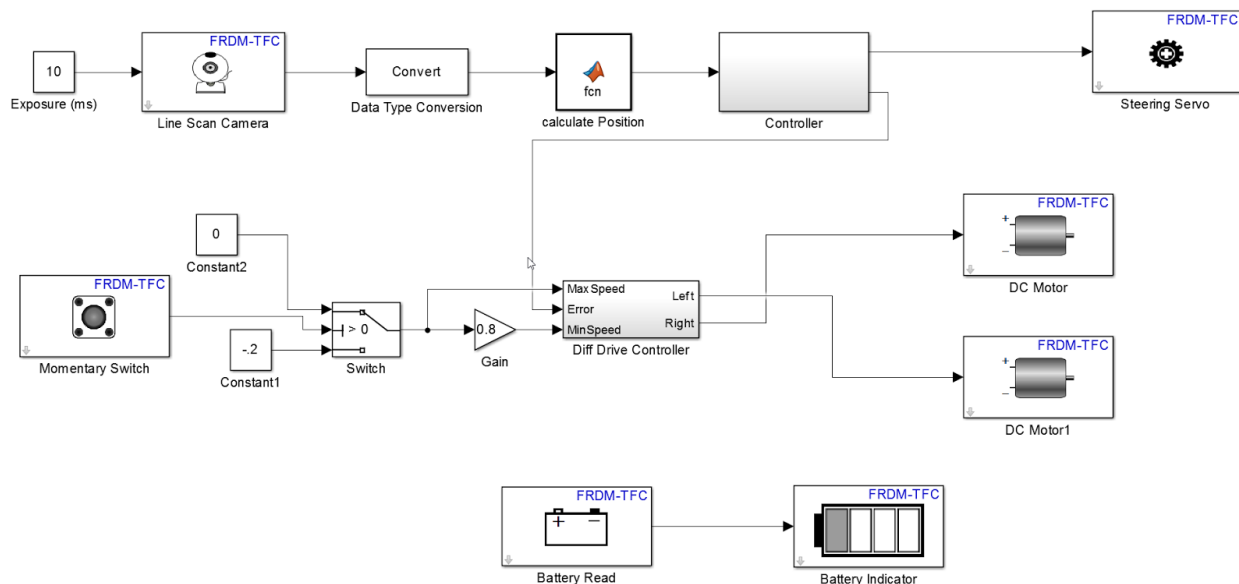 FRDM-TFC
FRDM-TFC
10
Convert
fcn
Exposure (ms)
Line Scan Camera
Data Type Conversion
calculate Position
Controller
Steering Servo
FRDM-TFC
+
−
DC Motor
0
Constant2
FRDM-TFC
Momentary Switch
-.2
Constant1
> 0
Switch
0.8
Gain
MaxSpeed
Error
MinSpeed
Left
Right
Diff Drive Controller
FRDM-TFC
+
−
DC Motor1
FRDM-TFC
+ −
Battery Read
FRDM-TFC
Battery Indicator